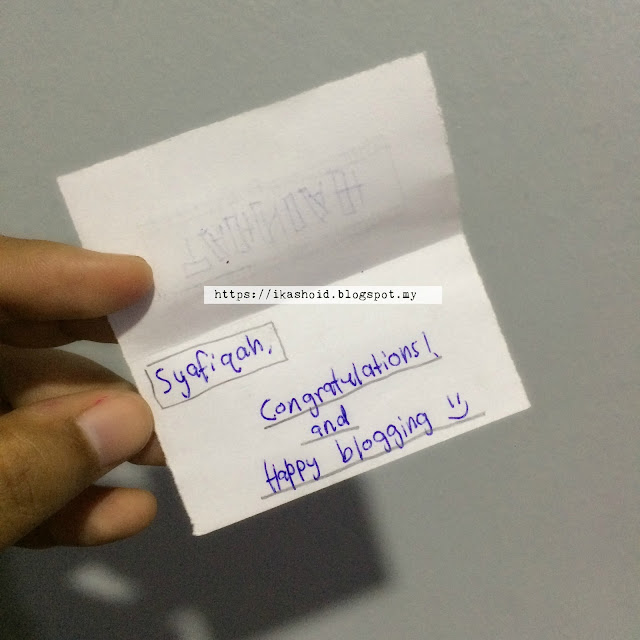 https://ikashoid.blogspot.my
Syafiqah,
Congratulations!
and
Happy blogging :)